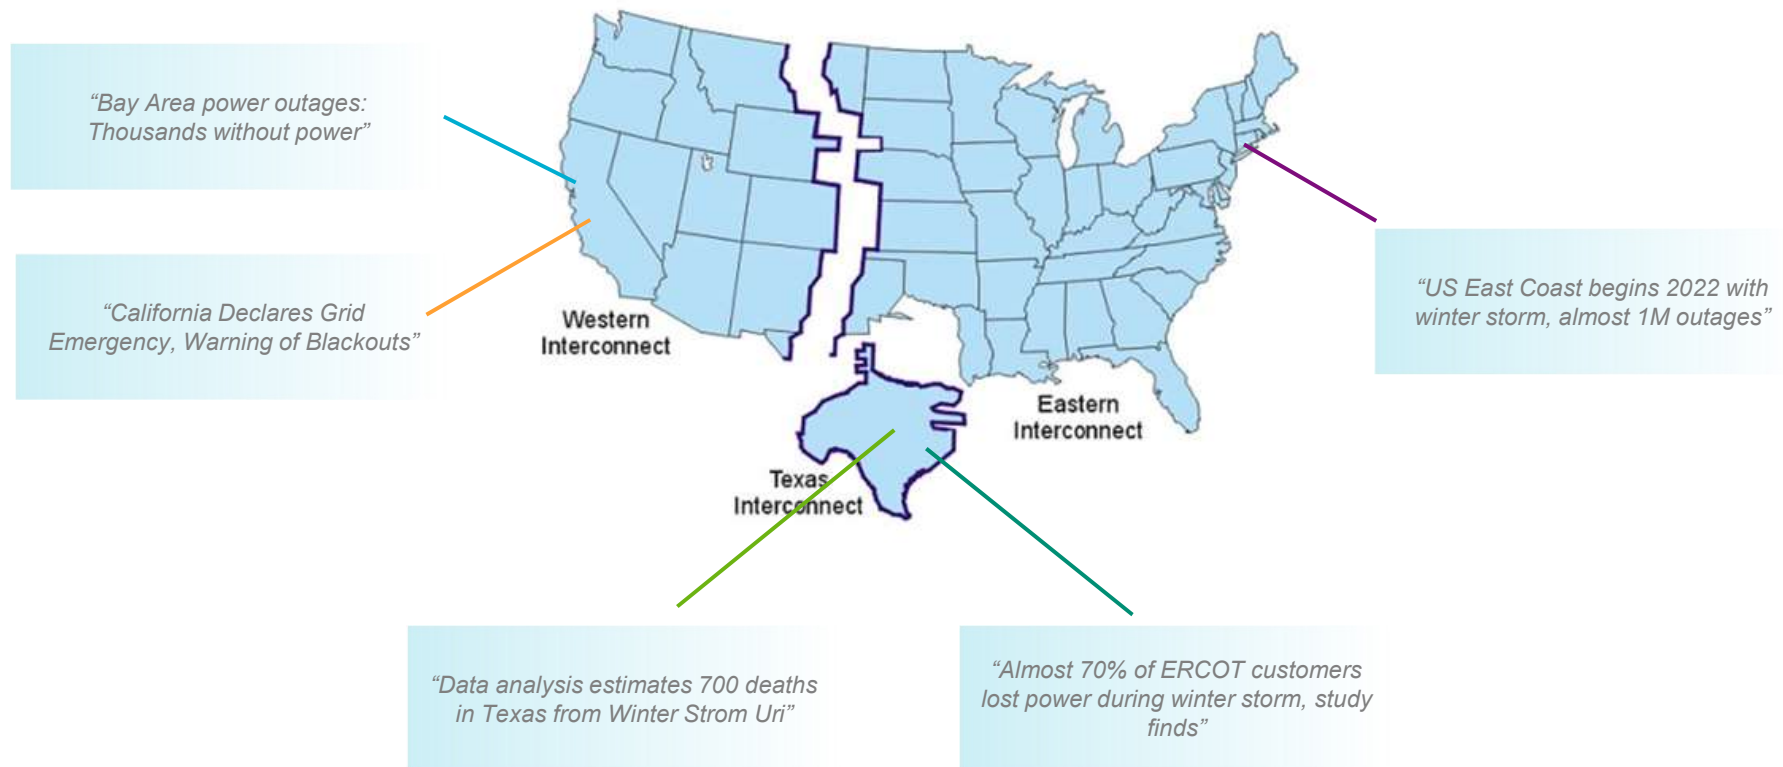 “Bay Area power outages:
Thousands without power”
“California Declares Grid
Emergency, Warning of Blackouts”
Western
Interconnect
“US East Coast begins 2022 with
winter storm, almost 1M outages”
Eastern
Interconnect
Texas
Interconnect
“Data analysis estimates 700 deaths
in Texas from Winter Strom Uri”
“Almost 70% of ERCOT customers
lost power during winter storm, study
finds”